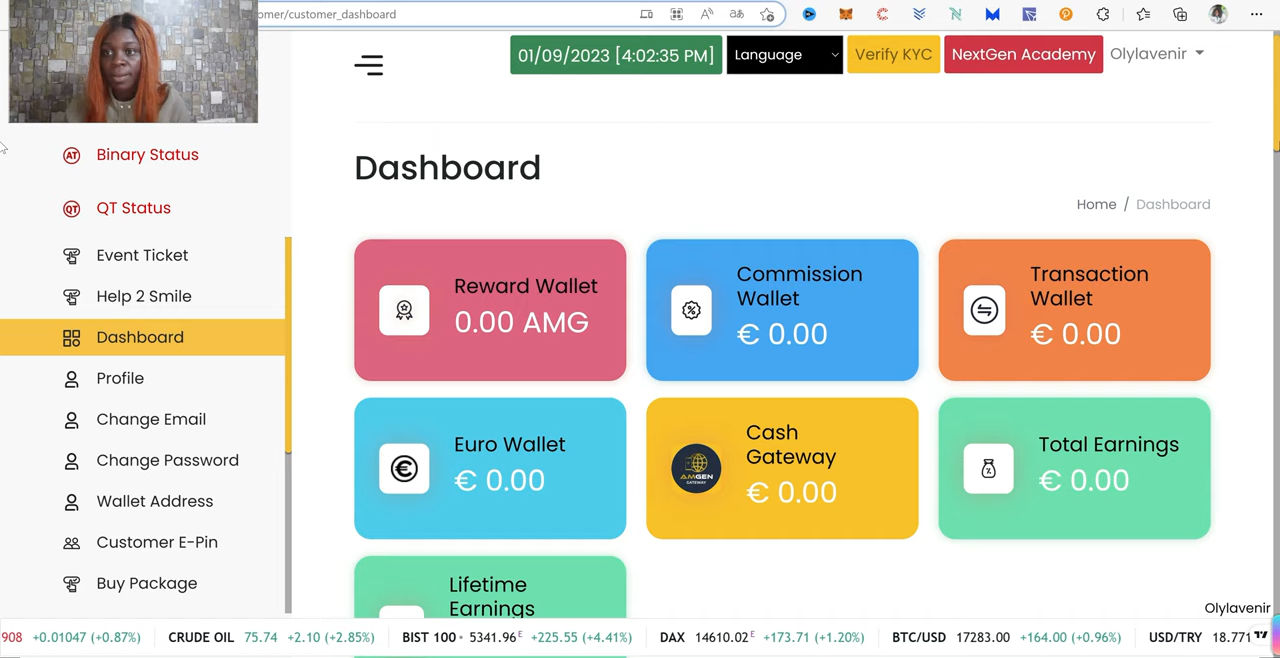 omer/customer_dashboard
01/09/2023 [4:02:35 PM]
Language
Verify KYC
NextGen Academy
Olylavenir
AT Binary Status
QT QT Status
Event Ticket
Help 2 Smile
Dashboard
Profile
Change Email
Change Password
Wallet Address
Customer E-Pin
Buy Package
Dashboard
Home / Dashboard
Reward Wallet
0.00 AMG
Commission
Wallet
€ 0.00
Transaction
Wallet
€ 0.00
Euro Wallet
€ 0.00
AMGEN
GATEWAY
Cash
Gateway
€ 0.00
Total Earnings
€ 0.00
Lifetime
Earnings
Olylavenir
908 +0.01047 (+0.87%) CRUDE OIL 75.74 +2.10 (+2.85%) BIST 100 5341.96 E +225.55 (+4.41%) DAX 14610.02 E +173.71 (+1.20%) BTC/USD 17283.00 +164.00 (+0.96%) USD/TRY 18.771